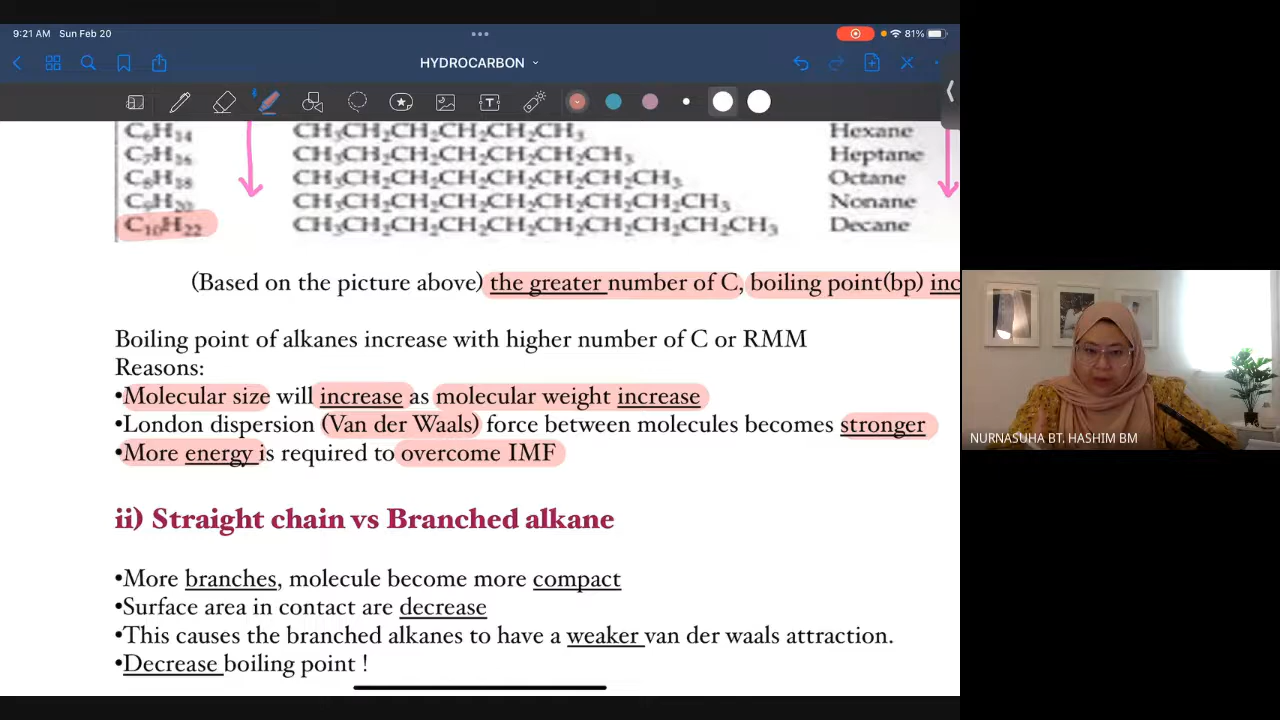 9:21 AM Sun Feb 20
81%
HYDROCARBON
C6H14 CH3CH2CH2CH2CH2CH3 Hexane
C7H16 CH3CH2CH2CH2CH2CH2CH3 Heptane
C8H18 CH3CH2CH2CH2CH2CH2CH2CH3 Octane
C9H20 CH3CH2CH2CH2CH2CH2CH2CH2CH3 Nonane
C10H22 CH3CH2CH2CH2CH2CH2CH2CH2CH2CH3 Decane
(Based on the picture above) the greater number of C, boiling point(bp) inc
Boiling point of alkanes increase with higher number of C or RMM
Reasons:
•Molecular size will increase as molecular weight increase
•London dispersion (Van der Waals) force between molecules becomes stronger
•More energy is required to overcome IMF
ii) Straight chain vs Branched alkane
•More branches, molecule become more compact
•Surface area in contact are decrease
•This causes the branched alkanes to have a weaker van der waals attraction.
•Decrease boiling point !
NURNASUHA BT. HASHIM BM